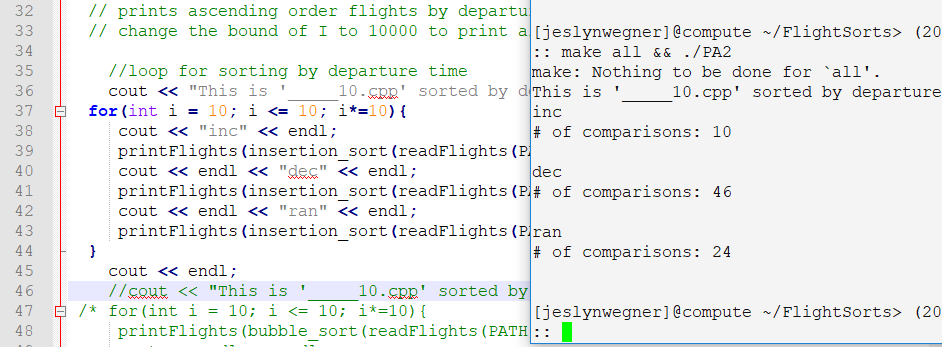 32 // prints ascending order flights by departu
33 // change the bound of I to 10000 to print a
34
35 //loop for sorting by departure time
36 cout << "This is '_____10.cpp' sorted by d
37 for(int i = 10; i <= 10; i*=10){
38 cout << "inc" << endl;
39 printFlights(insertion_sort(readFlights(P
40 cout << endl << "dec" << endl;
41 printFlights(insertion_sort(readFlights(P
42 cout << endl << "ran" << endl;
43 printFlights(insertion_sort(readFlights(P
44 }
45 cout << endl;
46 //cout << "This is '_____10.cpp' sorted by
47 /* for(int i = 10; i <= 10; i*=10){
48 printFlights(bubble_sort(readFlights(PATH
[jeslynwegner]@compute ~/FlightSorts> (20
:: make all && ./PA2
make: Nothing to be done for `all'.
This is '_____10.cpp' sorted by departure
inc
# of comparisons: 10
dec
# of comparisons: 46
ran
# of comparisons: 24
[jeslynwegner]@compute ~/FlightSorts> (20
::